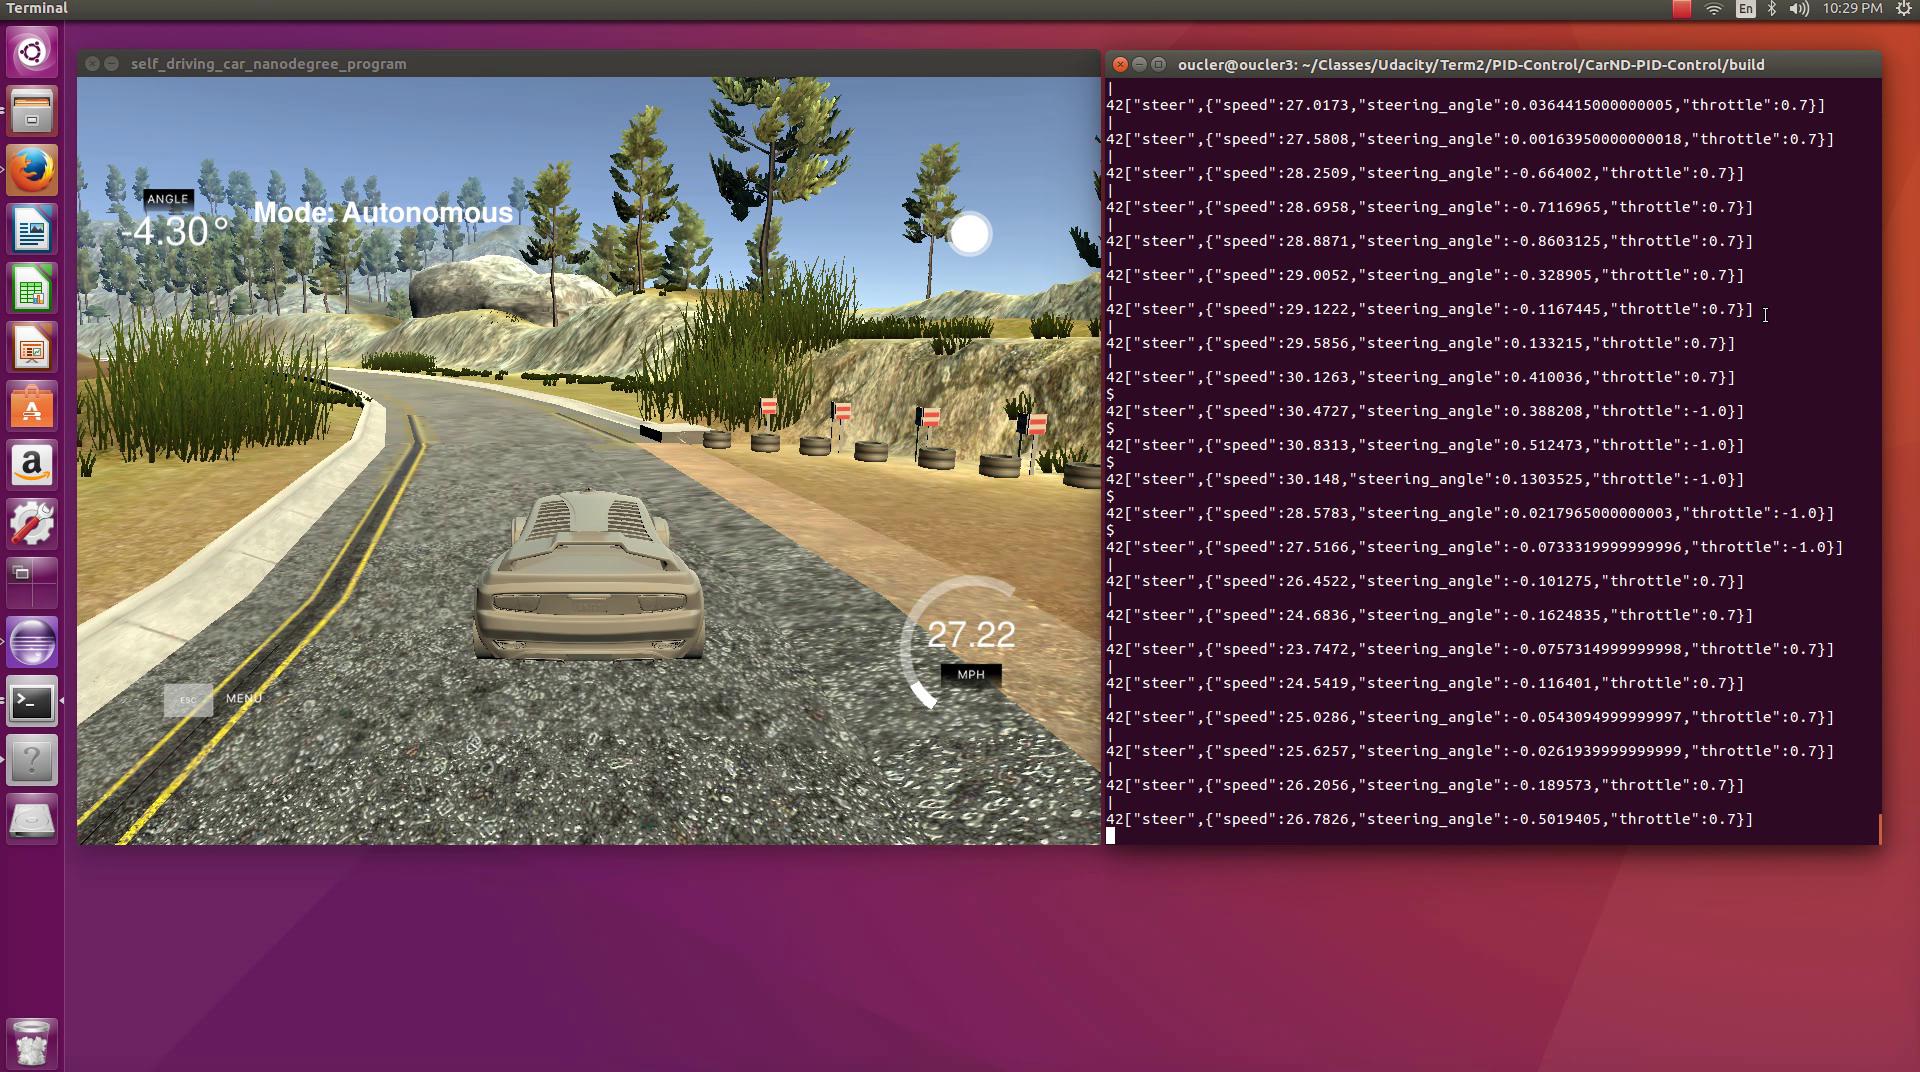 Terminal
En
10:29 PM
self_driving_car_nanodegree_program
ANGLE
-4.30°
Mode: Autonomous
27.22
MPH
ESC
MENU
oucler@oucler3: ~/Classes/Udacity/Term2/PID-Control/CarND-PID-Control/build
|
42["steer",{"speed":27.0173,"steering_angle":0.0364415000000005,"throttle":0.7}]
|
42["steer",{"speed":27.5808,"steering_angle":0.00163950000000018,"throttle":0.7}]
|
42["steer",{"speed":28.2509,"steering_angle":-0.664002,"throttle":0.7}]
|
42["steer",{"speed":28.6958,"steering_angle":-0.7116965,"throttle":0.7}]
|
42["steer",{"speed":28.8871,"steering_angle":-0.8603125,"throttle":0.7}]
|
42["steer",{"speed":29.0052,"steering_angle":-0.328905,"throttle":0.7}]
|
42["steer",{"speed":29.1222,"steering_angle":-0.1167445,"throttle":0.7}]
|
42["steer",{"speed":29.5856,"steering_angle":0.133215,"throttle":0.7}]
|
42["steer",{"speed":30.1263,"steering_angle":0.410036,"throttle":0.7}]
$
42["steer",{"speed":30.4727,"steering_angle":0.388208,"throttle":-1.0}]
$
42["steer",{"speed":30.8313,"steering_angle":0.512473,"throttle":-1.0}]
$
42["steer",{"speed":30.148,"steering_angle":0.1303525,"throttle":-1.0}]
$
42["steer",{"speed":28.5783,"steering_angle":0.0217965000000003,"throttle":-1.0}]
$
42["steer",{"speed":27.5166,"steering_angle":-0.0733319999999996,"throttle":-1.0}]
|
42["steer",{"speed":26.4522,"steering_angle":-0.101275,"throttle":0.7}]
|
42["steer",{"speed":24.6836,"steering_angle":-0.1624835,"throttle":0.7}]
|
42["steer",{"speed":23.7472,"steering_angle":-0.0757314999999998,"throttle":0.7}]
|
42["steer",{"speed":24.5419,"steering_angle":-0.116401,"throttle":0.7}]
|
42["steer",{"speed":25.0286,"steering_angle":-0.0543094999999997,"throttle":0.7}]
|
42["steer",{"speed":25.6257,"steering_angle":-0.0261939999999999,"throttle":0.7}]
|
42["steer",{"speed":26.2056,"steering_angle":-0.189573,"throttle":0.7}]
|
42["steer",{"speed":26.7826,"steering_angle":-0.5019405,"throttle":0.7}]